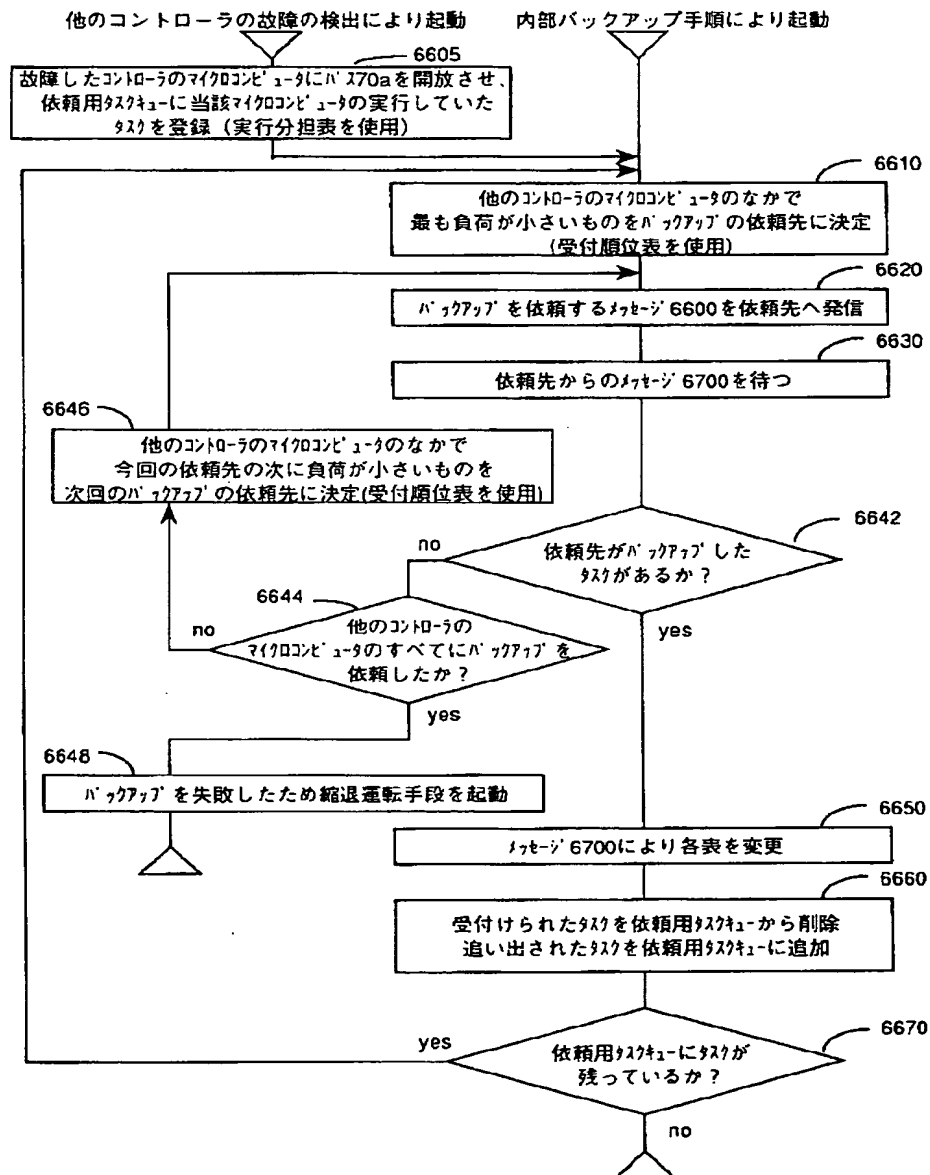 他のコントローラの故障の検出により起動
内部バックアップ手順により起動
6605
故障したｺﾝﾄﾛｰﾗのﾏｲｸﾛｺﾝﾋﾟｭｰﾀにﾊﾞｽ70aを開放させ、
依頼用ﾀｽｸｷｭｰに当該ﾏｲｸﾛｺﾝﾋﾟｭｰﾀの実行していた
ﾀｽｸを登録（実行分担表を使用）
6610
他のｺﾝﾄﾛｰﾗのﾏｲｸﾛｺﾝﾋﾟｭｰﾀのなかで
最も負荷が小さいものをﾊﾞｯｸｱｯﾌﾟの依頼先に決定
(受付順位表を使用)
6620
ﾊﾞｯｸｱｯﾌﾟを依頼するﾒｯｾｰｼﾞ6600を依頼先へ発信
6630
依頼先からのﾒｯｾｰｼﾞ6700を待つ
6646
他のｺﾝﾄﾛｰﾗのﾏｲｸﾛｺﾝﾋﾟｭｰﾀのなかで
今回の依頼先の次に負荷が小さいものを
次回のﾊﾞｯｸｱｯﾌﾟの依頼先に決定(受付順位表を使用)
6642
no
依頼先がﾊﾞｯｸｱｯﾌﾟした
ﾀｽｸがあるか？
yes
6644
no
他のｺﾝﾄﾛｰﾗの
ﾏｲｸﾛｺﾝﾋﾟｭｰﾀのすべてにﾊﾞｯｸｱｯﾌﾟを
依頼したか？
yes
6648
ﾊﾞｯｸｱｯﾌﾟを失敗したため縮退運転手段を起動
6650
ﾒｯｾｰｼﾞ6700により各表を変更
6660
受付けられたﾀｽｸを依頼用ﾀｽｸｷｭｰから削除
追い出されたﾀｽｸを依頼用ﾀｽｸｷｭｰに追加
6670
yes
依頼用ﾀｽｸｷｭｰにﾀｽｸが
残っているか？
no